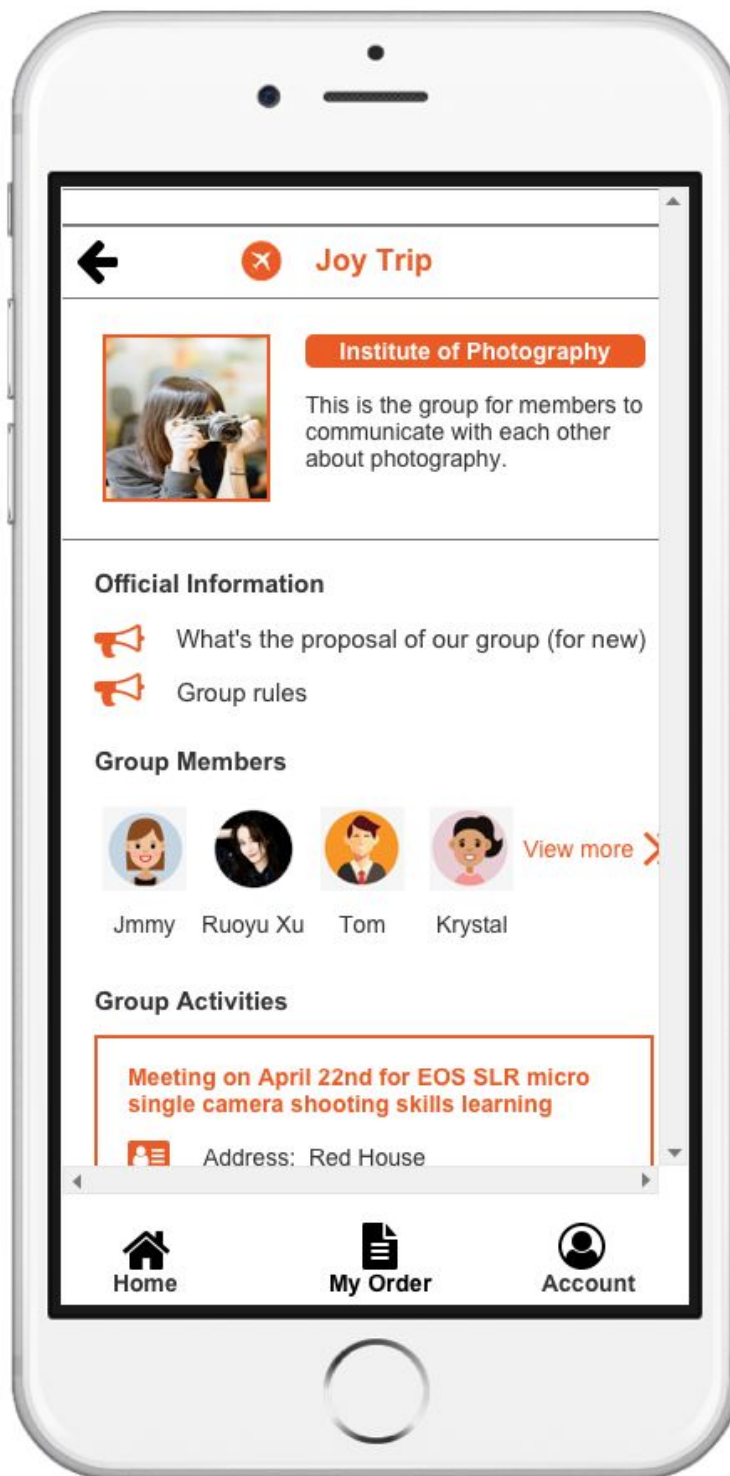 Joy Trip
Institute of Photography
This is the group for members to
communicate with each other
about photography.
Official Information
What's the proposal of our group (for new)
Group rules
Group Members
View more
Jmmy Ruoyu Xu Tom Krystal
Group Activities
Meeting on April 22nd for EOS SLR micro
single camera shooting skills learning
Address: Red House
Home My Order Account